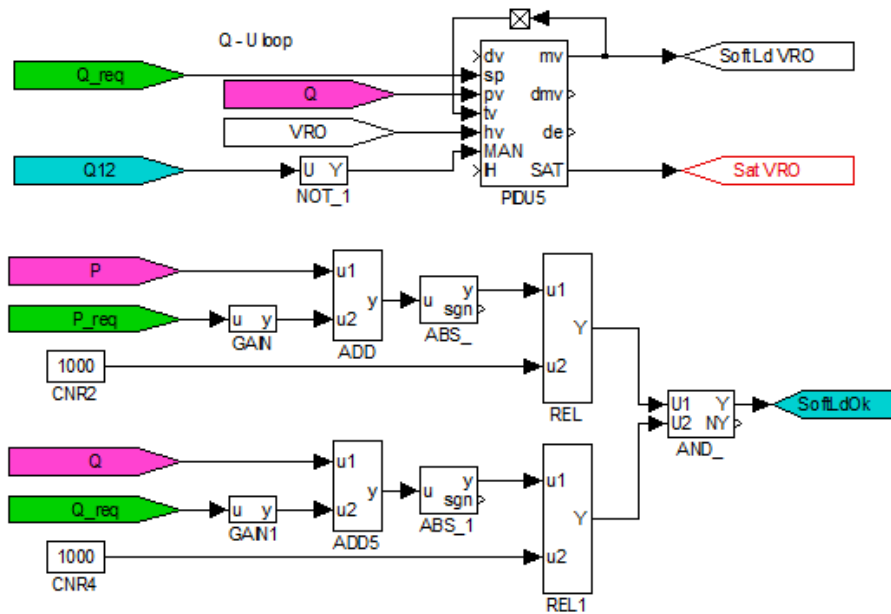 Q - U loop
Q_req
Q
VRO
Q12
U Y
NOT_1
dv mv
sp
pv dmv
tv
hv de
MAN
IH SAT
PIDU5
SoftLd VRO
Sat VRO
P
P_req
u y
GAIN
u1
u2 y
ADD
u y
sgn
ABS_
1000
CNR2
u1
Y
u2
REL
Q
Q_req
u y
GAIN1
u1
u2 y
ADD5
u y
sgn
ABS_1
1000
CNR4
u1
Y
u2
REL1
U1 Y
U2 NY
AND_
SoftLdOk